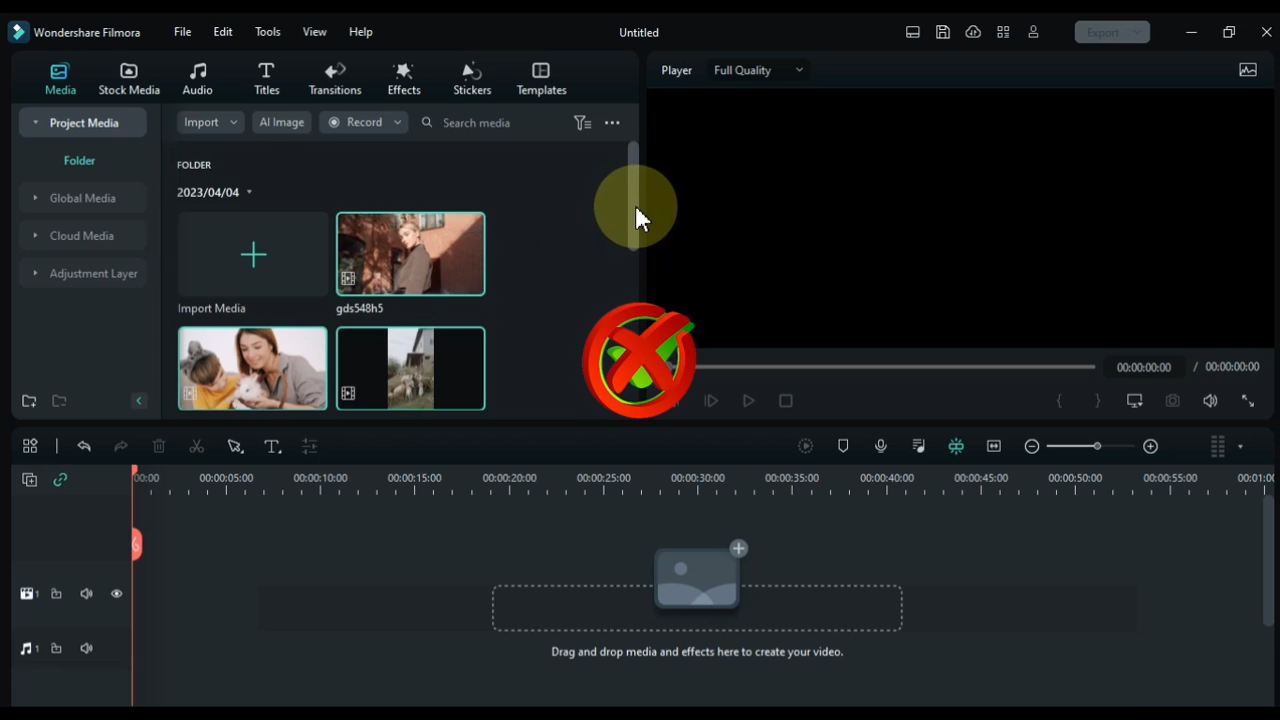 Wondershare Filmora File Edit Tools View Help Untitled Export
Media Stock Media Audio Titles Transitions Effects Stickers Templates
Player Full Quality
Project Media
Folder
Global Media
Cloud Media
Adjustment Layer
Import AI Image Record Search media
FOLDER
2023/04/04
Import Media gds548h5
00:00:00:00 / 00:00:00:00
00:00 00:00:05:00 00:00:10:00 00:00:15:00 00:00:20:00 00:00:25:00 00:00:30:00 00:00:35:00 00:00:40:00 00:00:45:00 00:00:50:00 00:00:55:00 00:01:00
1
Drag and drop media and effects here to create your video.
1